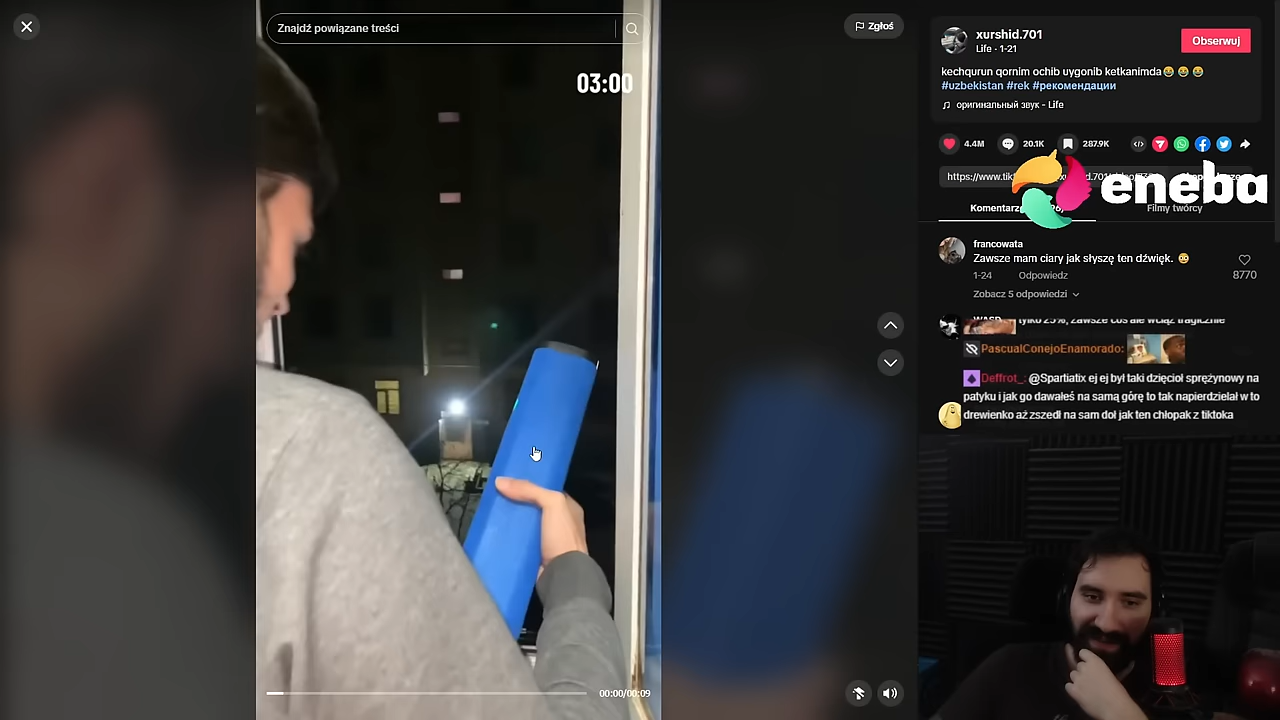 Znajdź powiązane treści
03:00
Zgłoś
00:00/00:09
xurshid.701
Life · 1-21
Obserwuj
kechqurun qornim ochib uygonib ketkanimda😂 😂 😂
#uzbekistan #rek #рекомендации
♫ оригинальный звук - Life
4.4M
20.1K
287.9K
https://www.tik
eneba
Filmy twórcy
francowata
Zawsze mam ciary jak słyszę ten dźwięk. 😳
1-24 Odpowiedz
8770
Zobacz 5 odpowiedzi
tylko 25%, zawsze coś ale wciąż tragicznie
PascualConejoEnamorado:
Deffrot_: @Spartiatix ej ej był taki dzięcioł sprężynowy na
patyku i jak go dawałeś na samą górę to tak napierdzielał w to
drewienko aż zszedł na sam dół jak ten chłopak z tiktoka